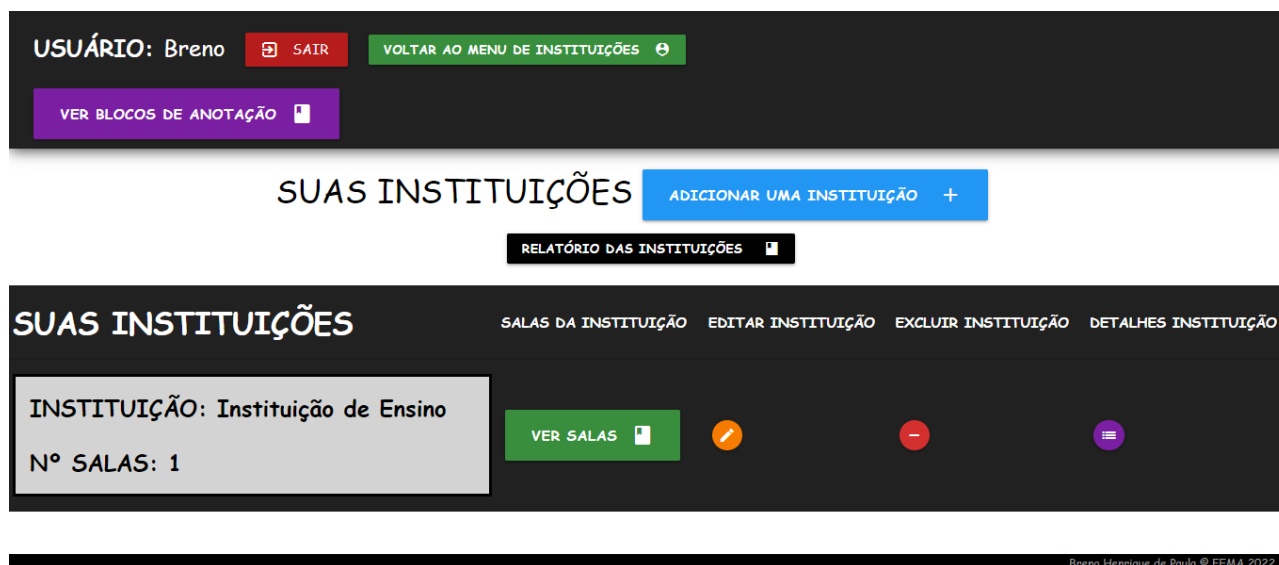 USUÁRIO: Breno SAIR VOLTAR AO MENU DE INSTITUIÇÕES
VER BLOCOS DE ANOTAÇÃO
SUAS INSTITUIÇÕES ADICIONAR UMA INSTITUIÇÃO +
RELATÓRIO DAS INSTITUIÇÕES
SUAS INSTITUIÇÕES SALAS DA INSTITUIÇÃO EDITAR INSTITUIÇÃO EXCLUIR INSTITUIÇÃO DETALHES INSTITUIÇÃO
INSTITUIÇÃO: Instituição de Ensino
Nº SALAS: 1
VER SALAS
Breno Henrique de Paulo © FEMA 2022